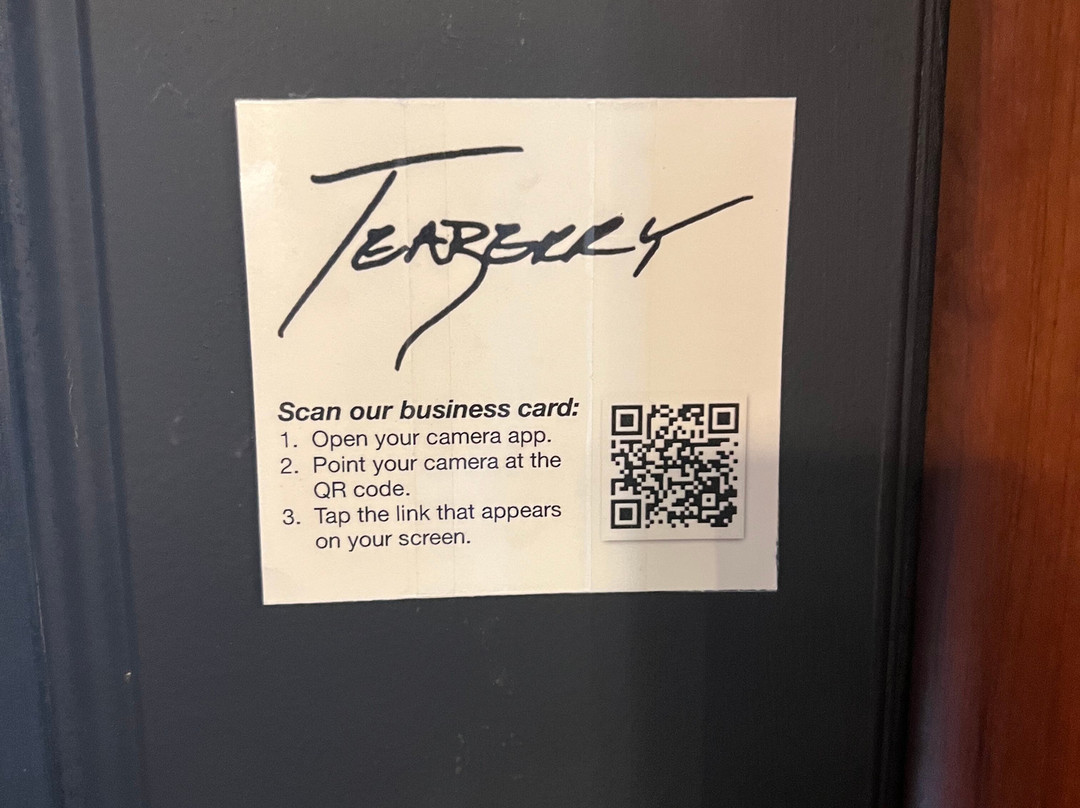 TEABERRY
Scan our business card:
1. Open your camera app.
2. Point your camera at the
QR code.
3. Tap the link that appears
on your screen.